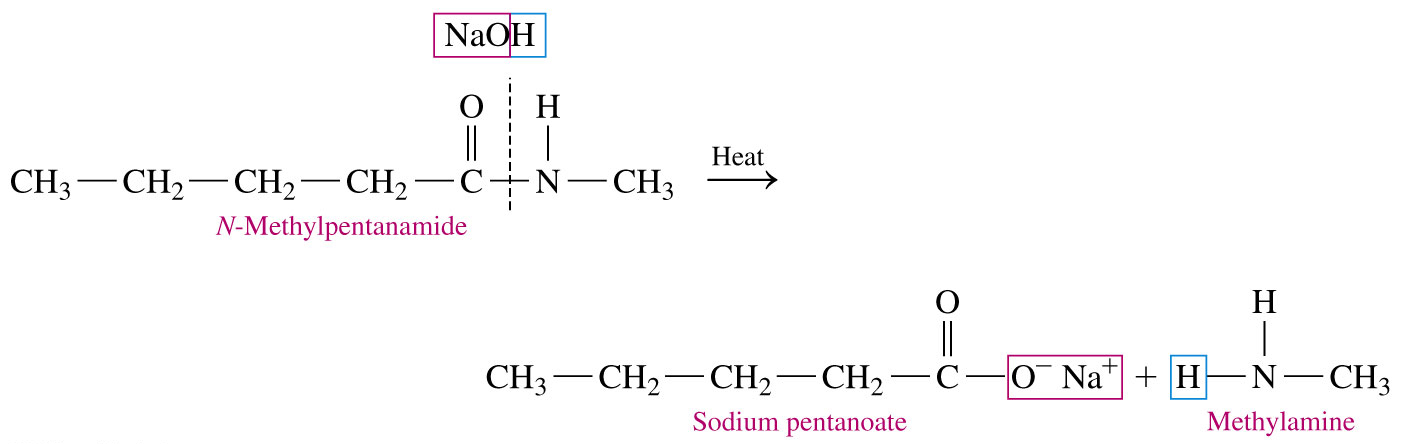 NaOH
O H
CH₃—CH₂—CH₂—CH₂—C—N—CH₃ Heat
N-Methylpentanamide
O H
CH₃—CH₂—CH₂—CH₂—C—O⁻ Na⁺ + H—N—CH₃
Sodium pentanoate Methylamine